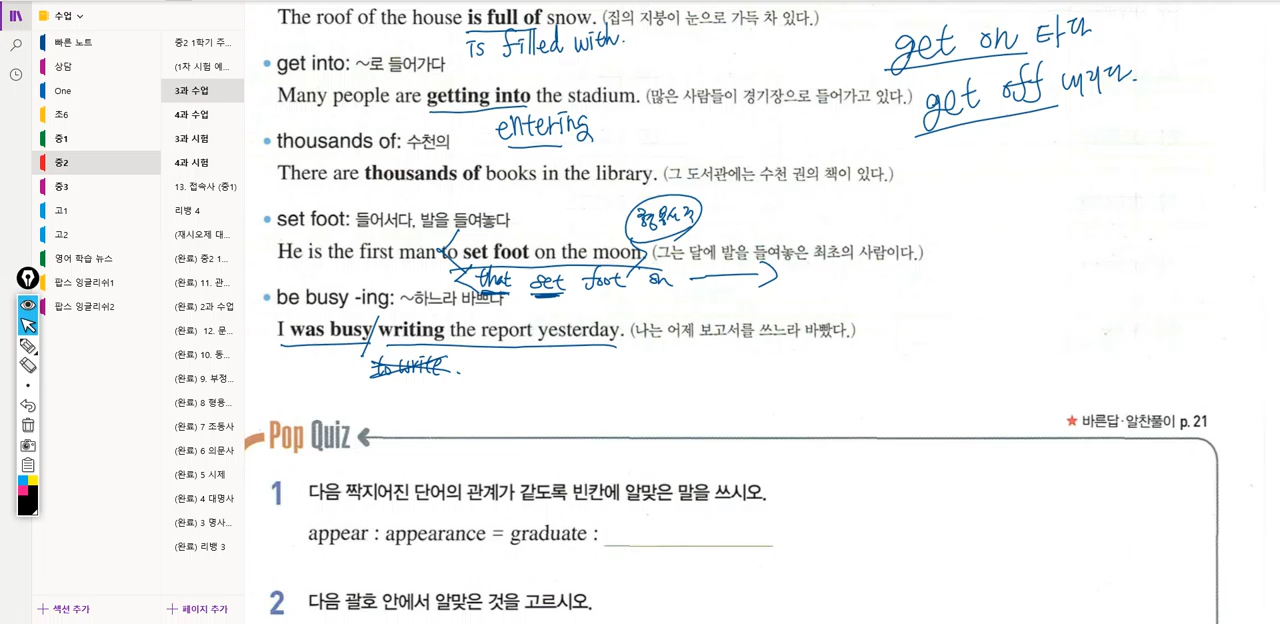 수업
빠른 노트
상담
One
초6
중1
중2
중3
고1
고2
영어 학습 뉴스
팝스 잉글리쉬1
팝스 잉글리쉬2
섹션 추가
중2 1학기 주...
(1차 시험 예...
3과 수업
4과 수업
3과 시험
4과 시험
13. 접속사 (중1)
리뱅 4
(재시오제 대...
(완료) 중2 1...
(완료) 11. 관...
(완료) 2과 수업
(완료) 12. 문...
(완료) 10. 동...
(완료) 9. 부정...
(완료) 8 형용...
(완료) 7 조동사
(완료) 6 의문사
(완료) 5 시제
(완료) 4 대명사
(완료) 3 명사...
(완료) 리뱅 3
페이지 추가
The roof of the house is full of snow. (집의 지붕이 눈으로 가득 차 있다.)
is filled with.
get on 타다
get off 내리다.
• get into: ~로 들어가다
Many people are getting into the stadium. (많은 사람들이 경기장으로 들어가고 있다.)
entering
• thousands of: 수천의
There are thousands of books in the library. (그 도서관에는 수천 권의 책이 있다.)
• set foot: 들어서다, 발을 들여놓다
He is the first man to set foot on the moon. (그는 달에 발을 들여놓은 최초의 사람이다.)
that set foot on
• be busy -ing: ~하느라 바쁘다
I was busy writing the report yesterday. (나는 어제 보고서를 쓰느라 바빴다.)
to write.
★ 바른답·알찬풀이 p. 21
Pop Quiz
1 다음 짝지어진 단어의 관계가 같도록 빈칸에 알맞은 말을 쓰시오.
appear : appearance = graduate :
2 다음 괄호 안에서 알맞은 것을 고르시오.